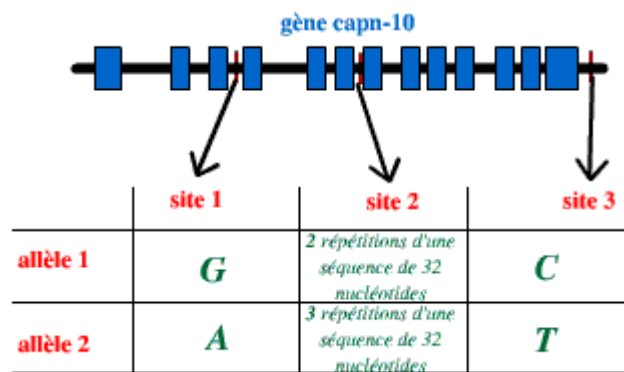 gène capn-10
site 1
site 2
site 3
allèle 1
G
2 répétitions d'une
séquence de 32
nucléotides
C
allèle 2
A
3 répétitions d'une
séquence de 32
nucléotides
T